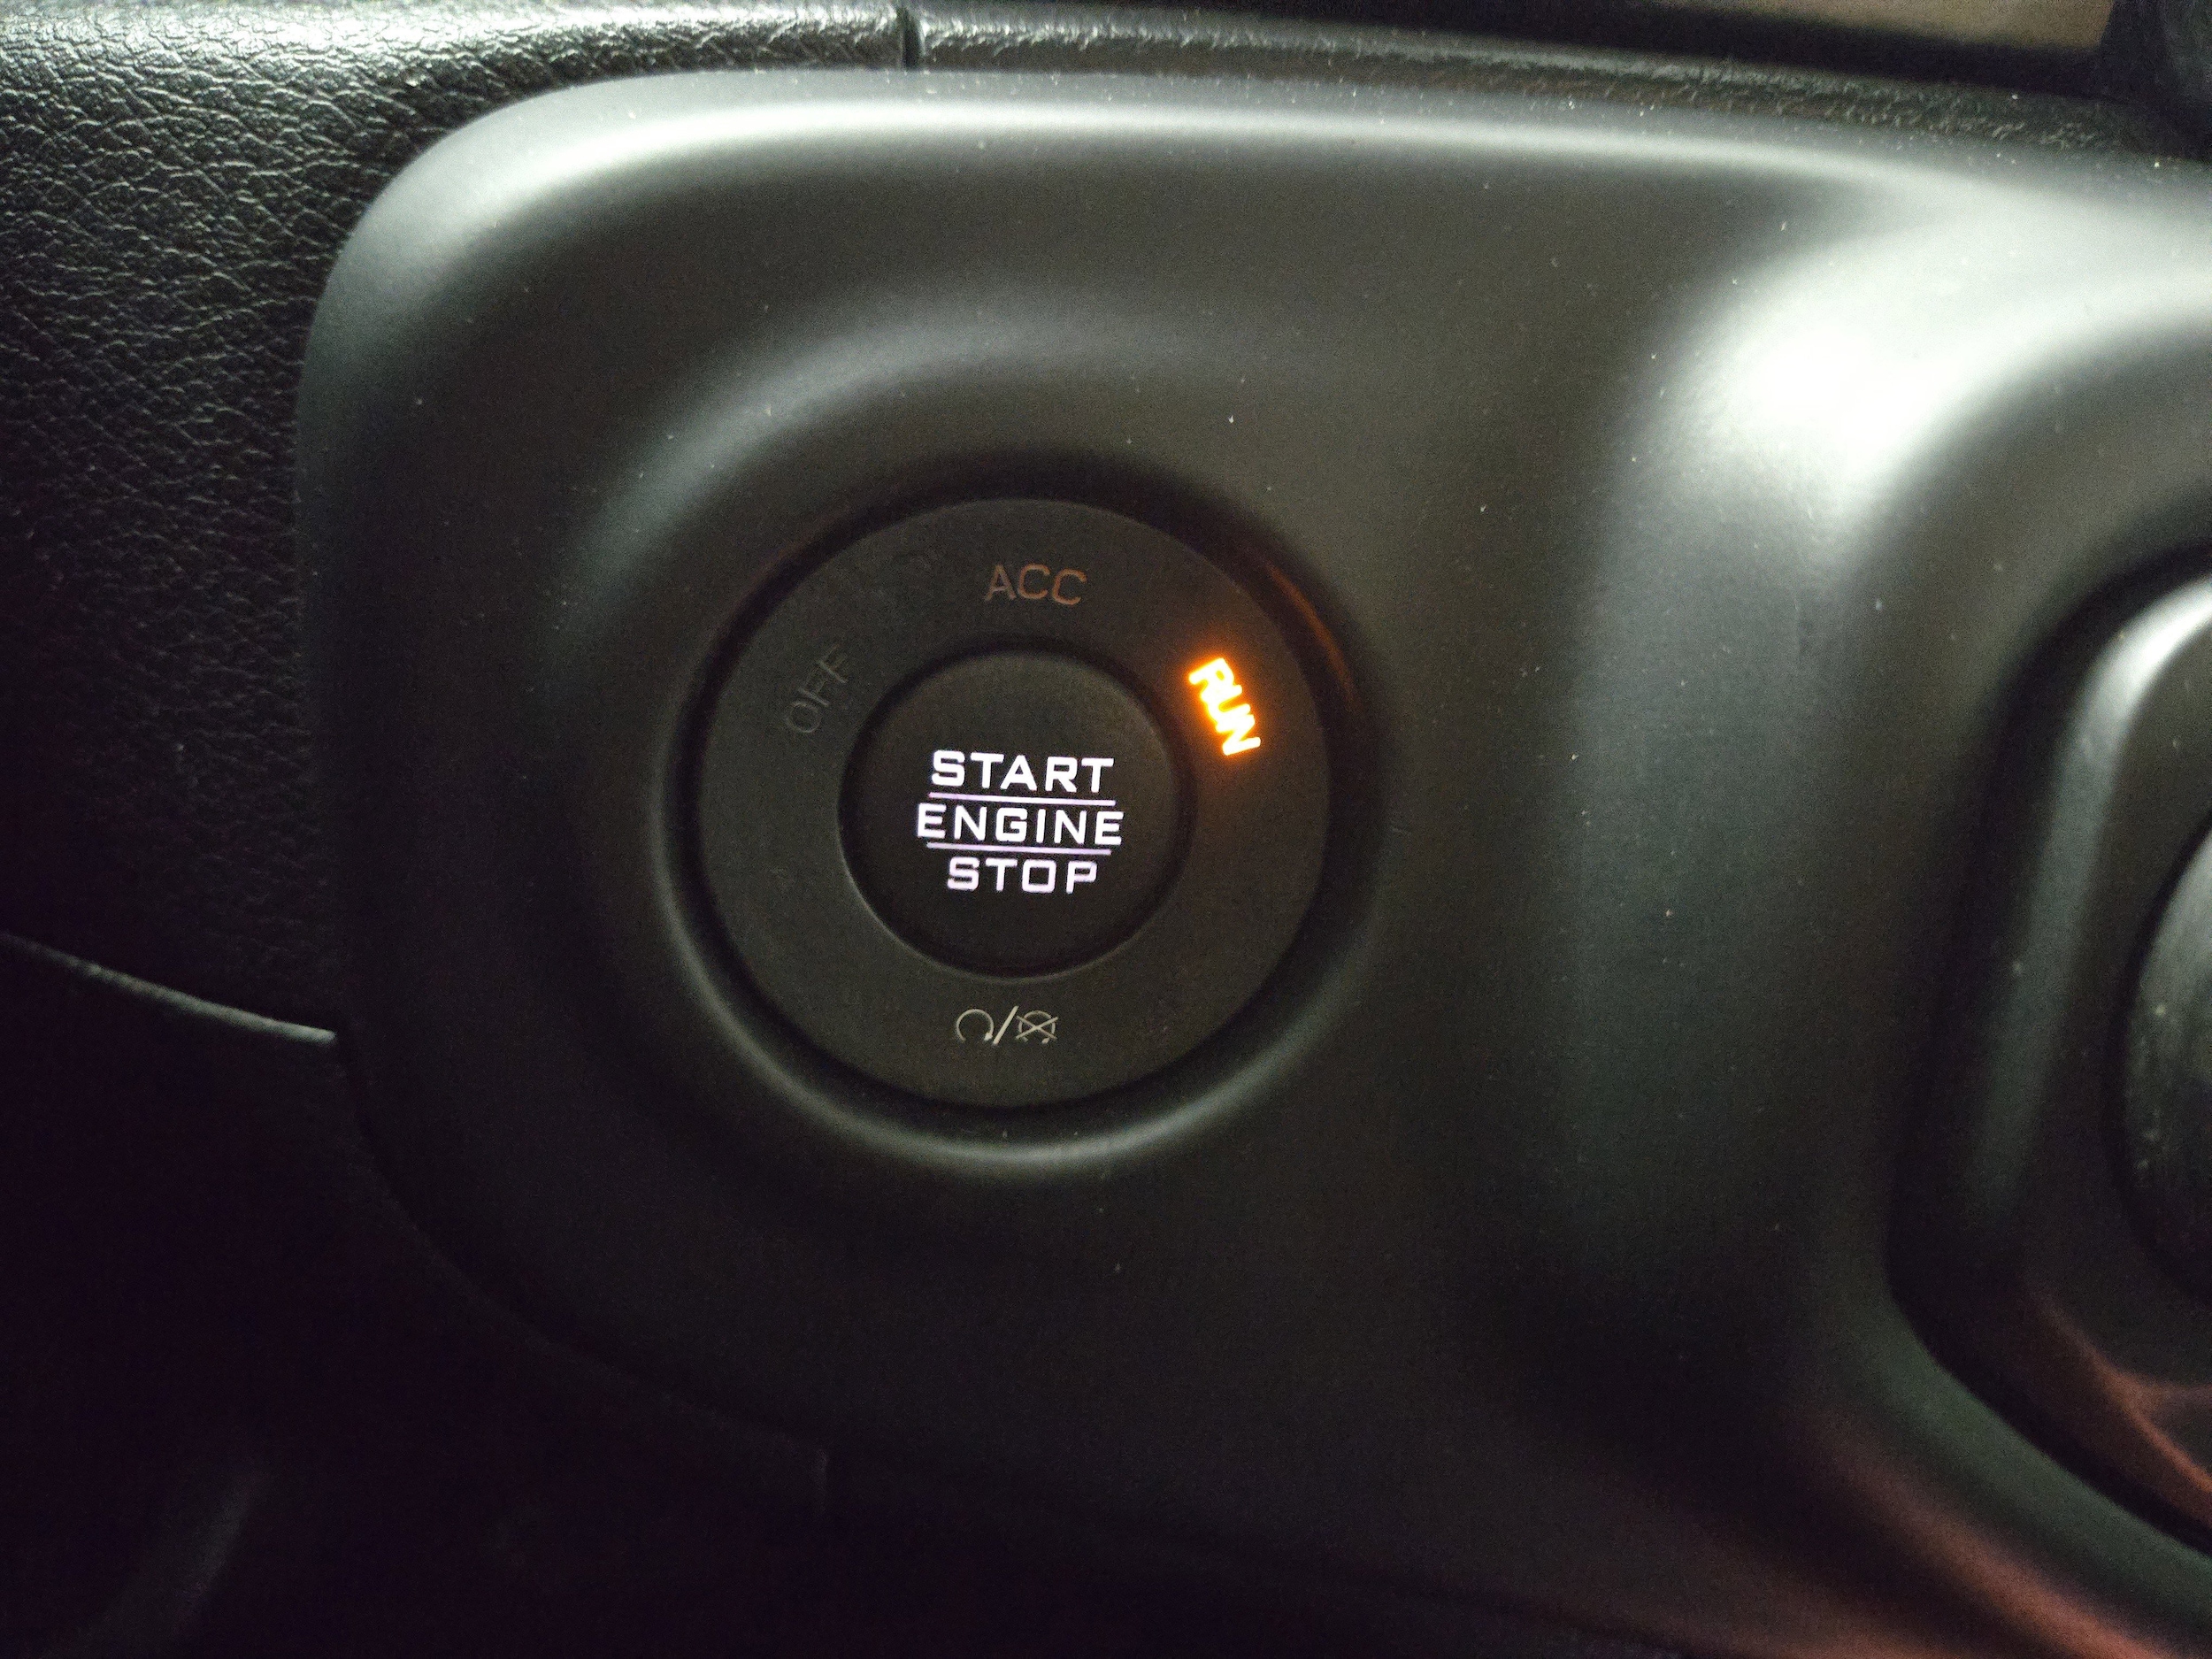 ACC
OFF
RUN
START
ENGINE
STOP